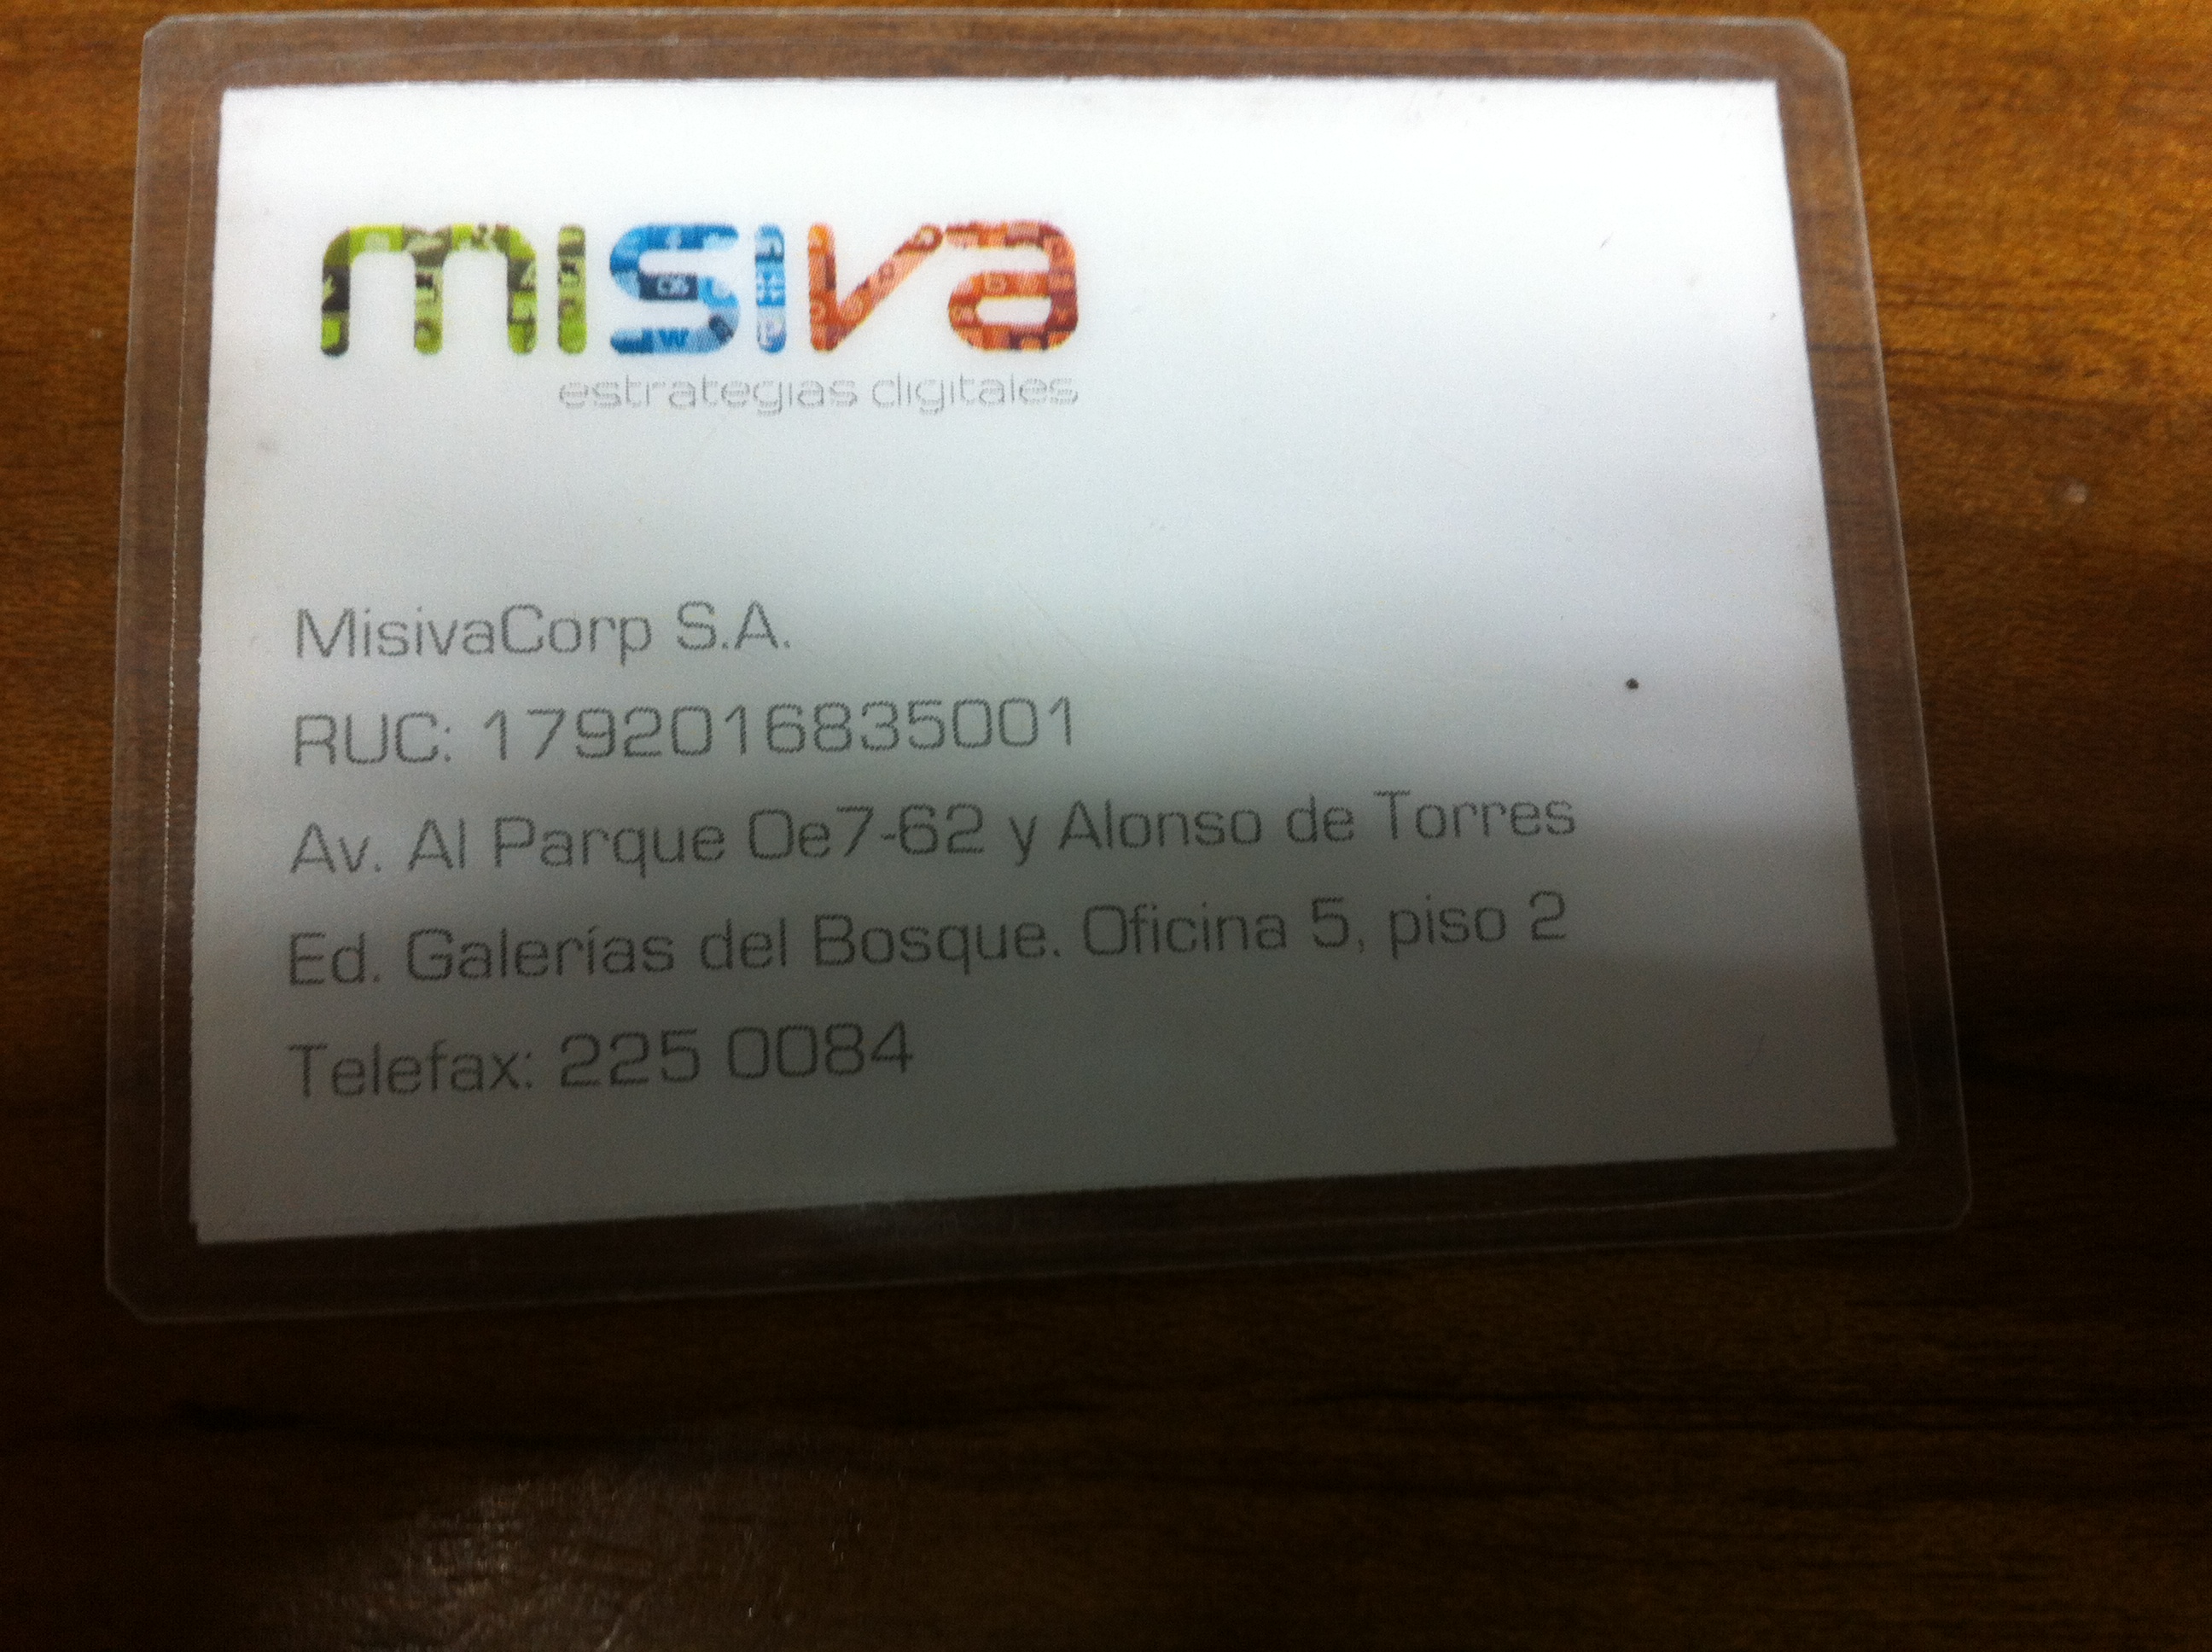 misiva
estrategias digitales
MisivaCorp S.A.
RUC: 1792016835001
Av. Al Parque Oe7-62 y Alonso de Torres
Ed. Galerías del Bosque. Oficina 5, piso 2
Telefax: 225 0084